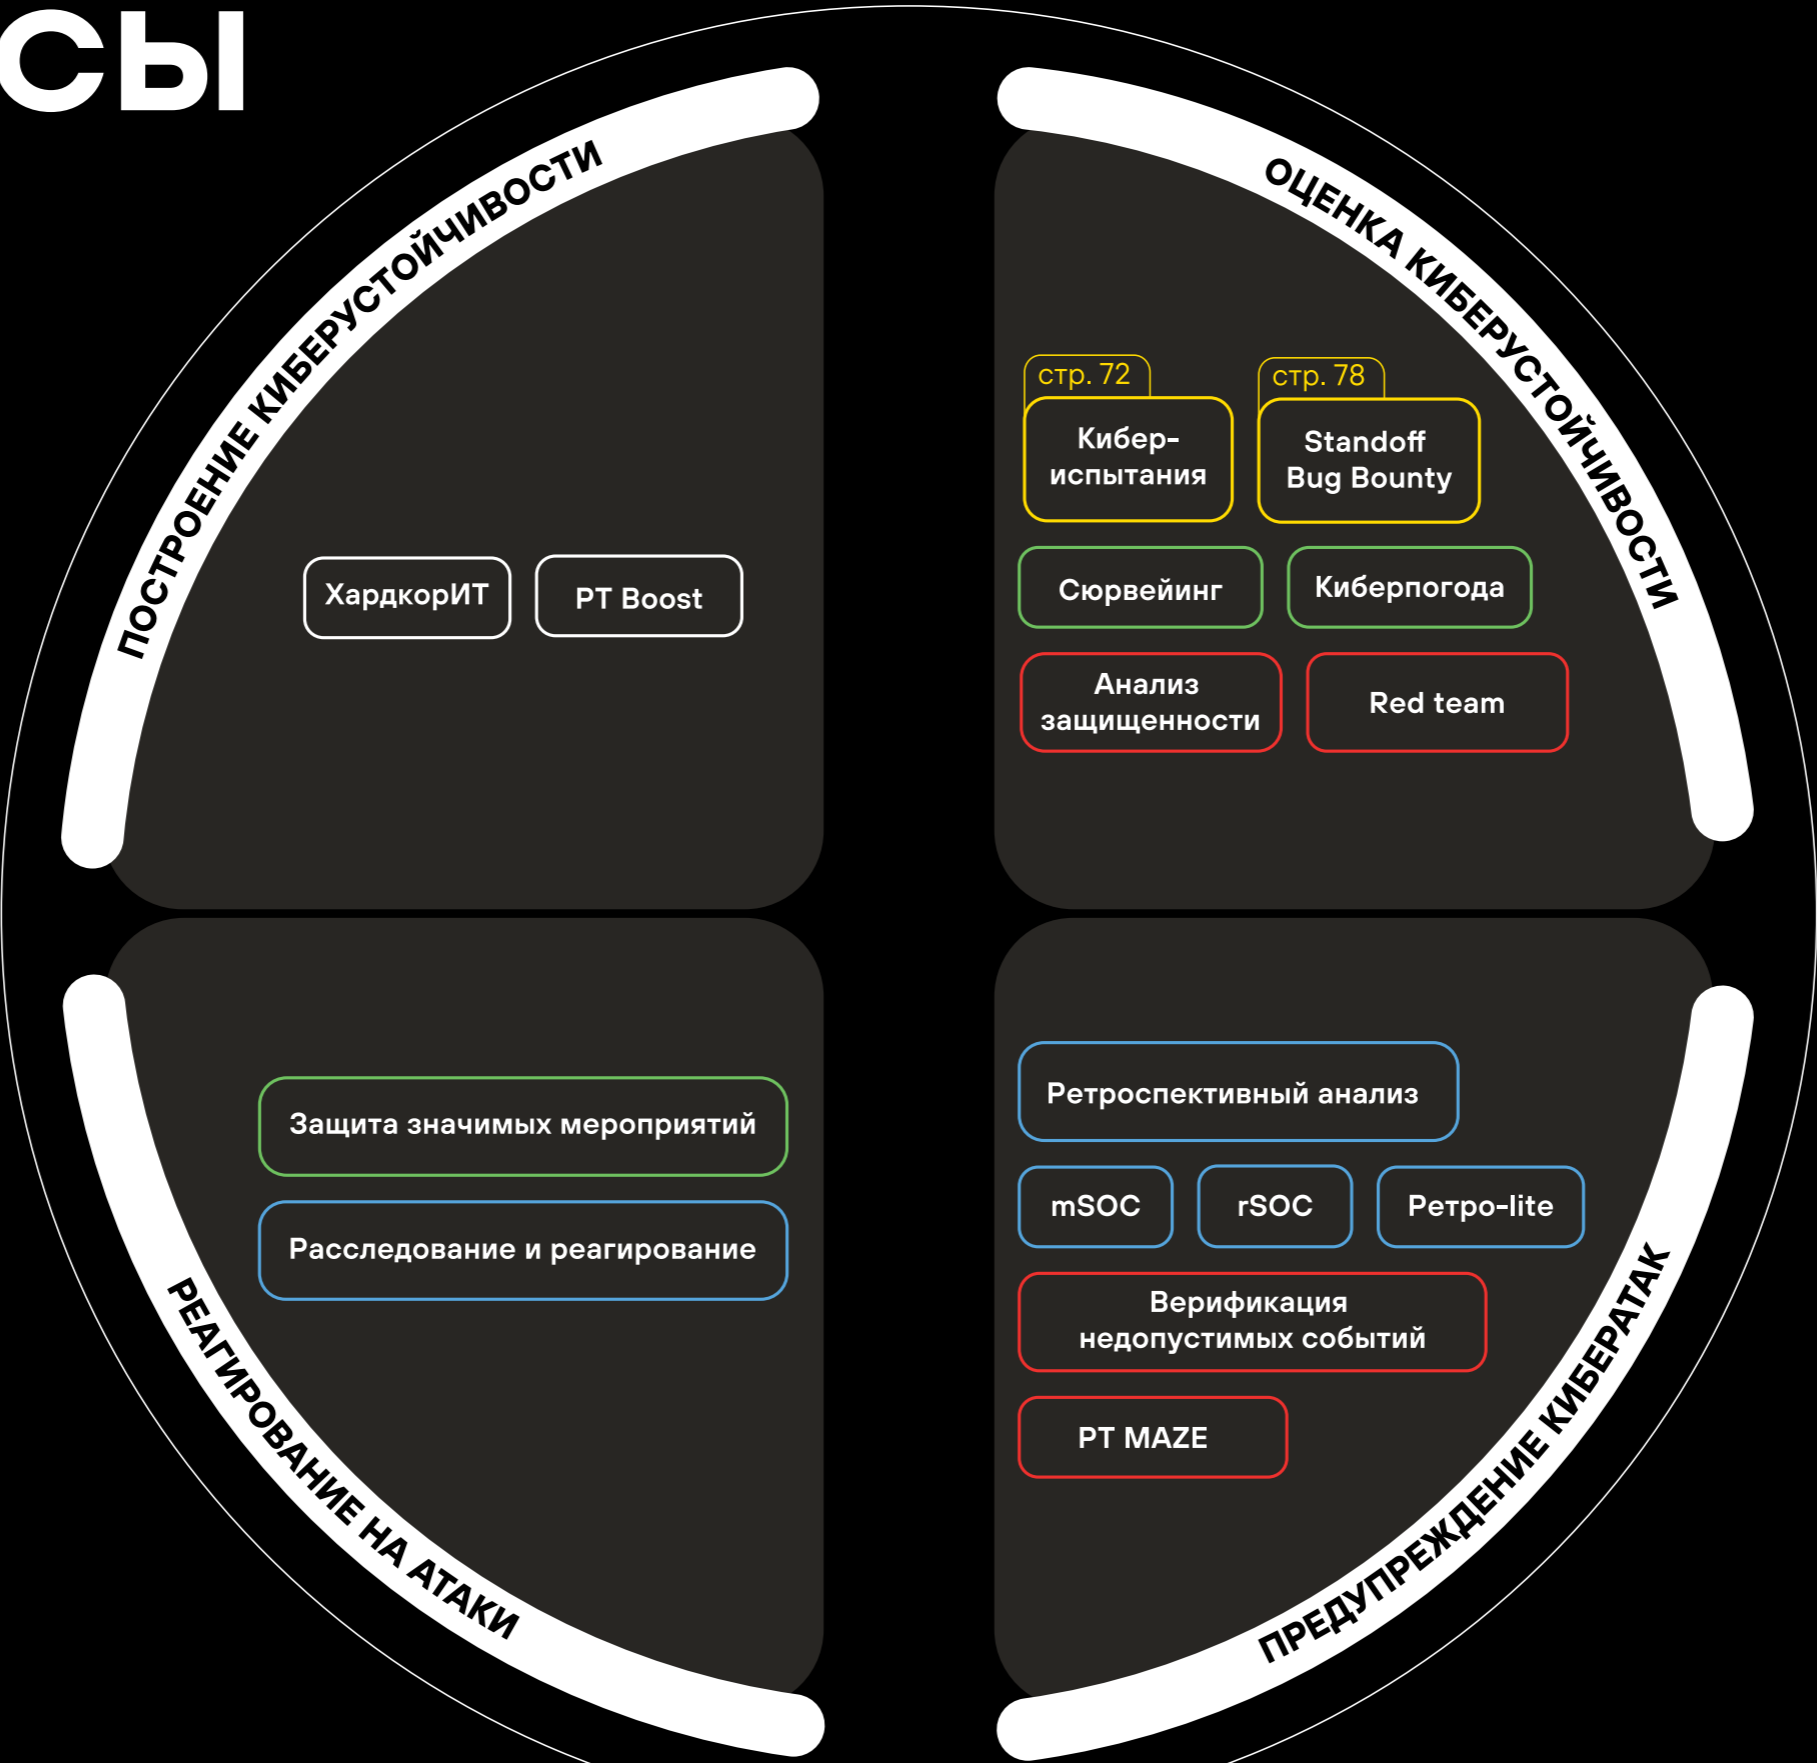 СЫ
ПОСТРОЕНИЕ КИБЕРУСТОЙЧИВОСТИ
ХардкорИТ
PT Boost
ОЦЕНКА КИБЕРУСТОЙЧИВОСТИ
стр. 72
Кибер-
испытания
стр. 78
Standoff
Bug Bounty
Сюрвейинг
Киберпогода
Анализ
защищенности
Red team
РЕАГИРОВАНИЕ НА АТАКИ
Защита значимых мероприятий
Расследование и реагирование
ПРЕДУПРЕЖДЕНИЕ КИБЕРАТАК
Ретроспективный анализ
mSOC
rSOC
Ретро-lite
Верификация
недопустимых событий
PT MAZE